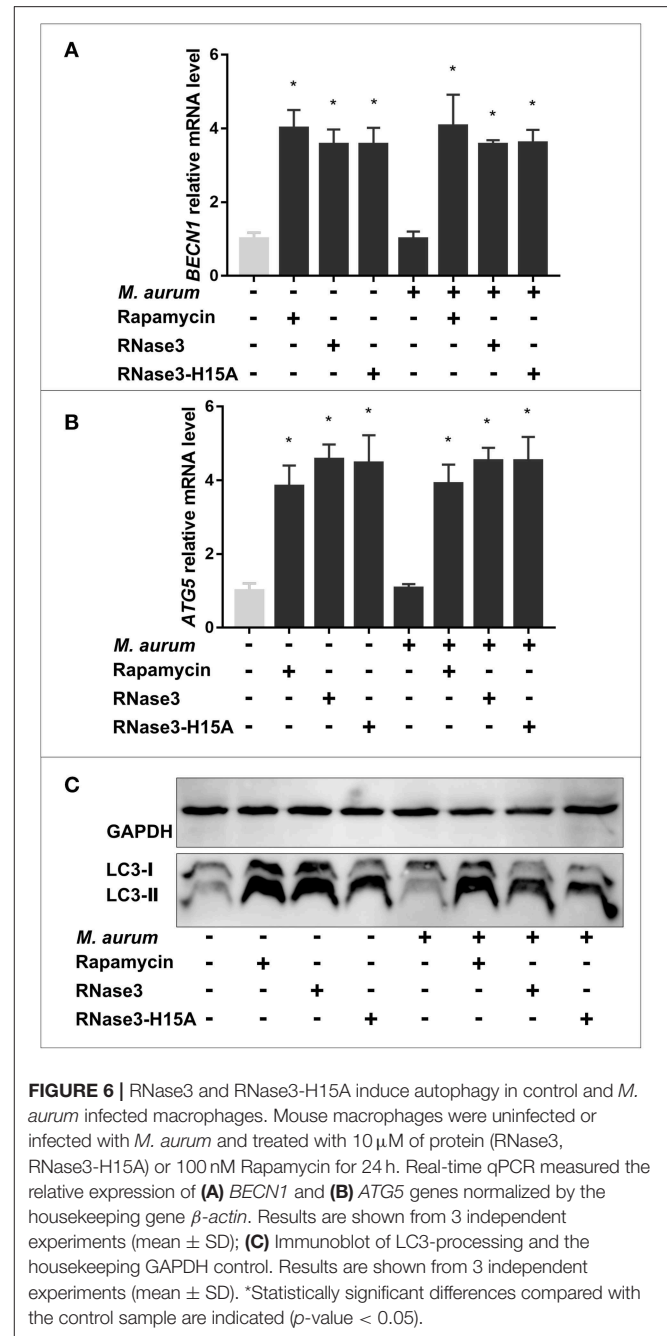 A
6
4
2
0
BECN1 relative mRNA level
* * * * * *
M. aurum - - - - + + + +
Rapamycin - + - - - + - -
RNase3 - - + - - - + -
RNase3-H15A - - - + - - - +
B
6
4
2
0
ATG5 relative mRNA level
* * * * * *
M. aurum - - - - + + + +
Rapamycin - + - - - + - -
RNase3 - - + - - - + -
RNase3-H15A - - - + - - - +
C
GAPDH
LC3-I
LC3-II
M. aurum - - - - + + + +
Rapamycin - + - - - + - -
RNase3 - - + - - - + -
RNase3-H15A - - - + - - - +
FIGURE 6 | RNase3 and RNase3-H15A induce autophagy in control and M.
aurum infected macrophages. Mouse macrophages were uninfected or
infected with M. aurum and treated with 10 μM of protein (RNase3,
RNase3-H15A) or 100 nM Rapamycin for 24 h. Real-time qPCR measured the
relative expression of (A) BECN1 and (B) ATG5 genes normalized by the
housekeeping gene β-actin. Results are shown from 3 independent
experiments (mean ± SD); (C) Immunoblot of LC3-processing and the
housekeeping GAPDH control. Results are shown from 3 independent
experiments (mean ± SD). *Statistically significant differences compared with
the control sample are indicated (p-value < 0.05).